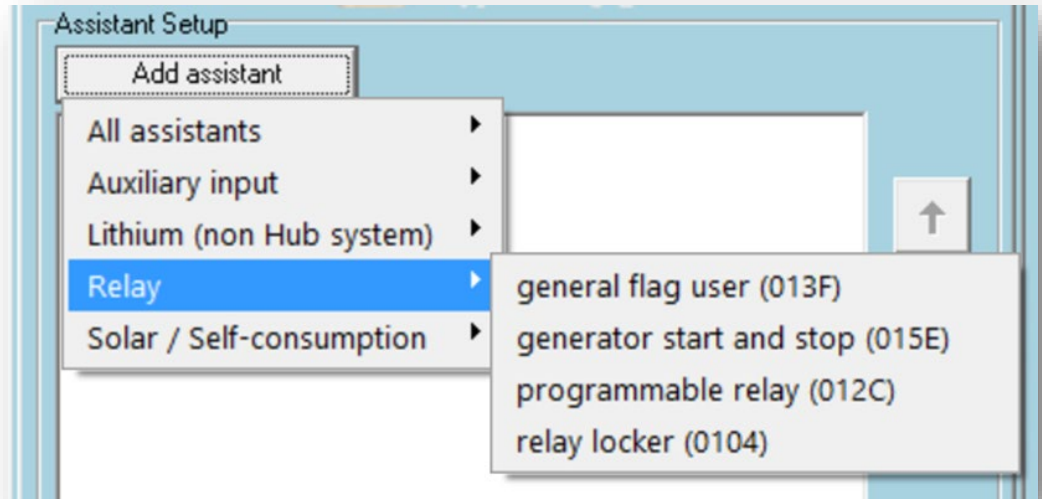 Assistant Setup
Add assistant
All assistants
Auxiliary input
Lithium (non Hub system)
Relay
Solar / Self-consumption
general flag user (013F)
generator start and stop (015E)
programmable relay (012C)
relay locker (0104)